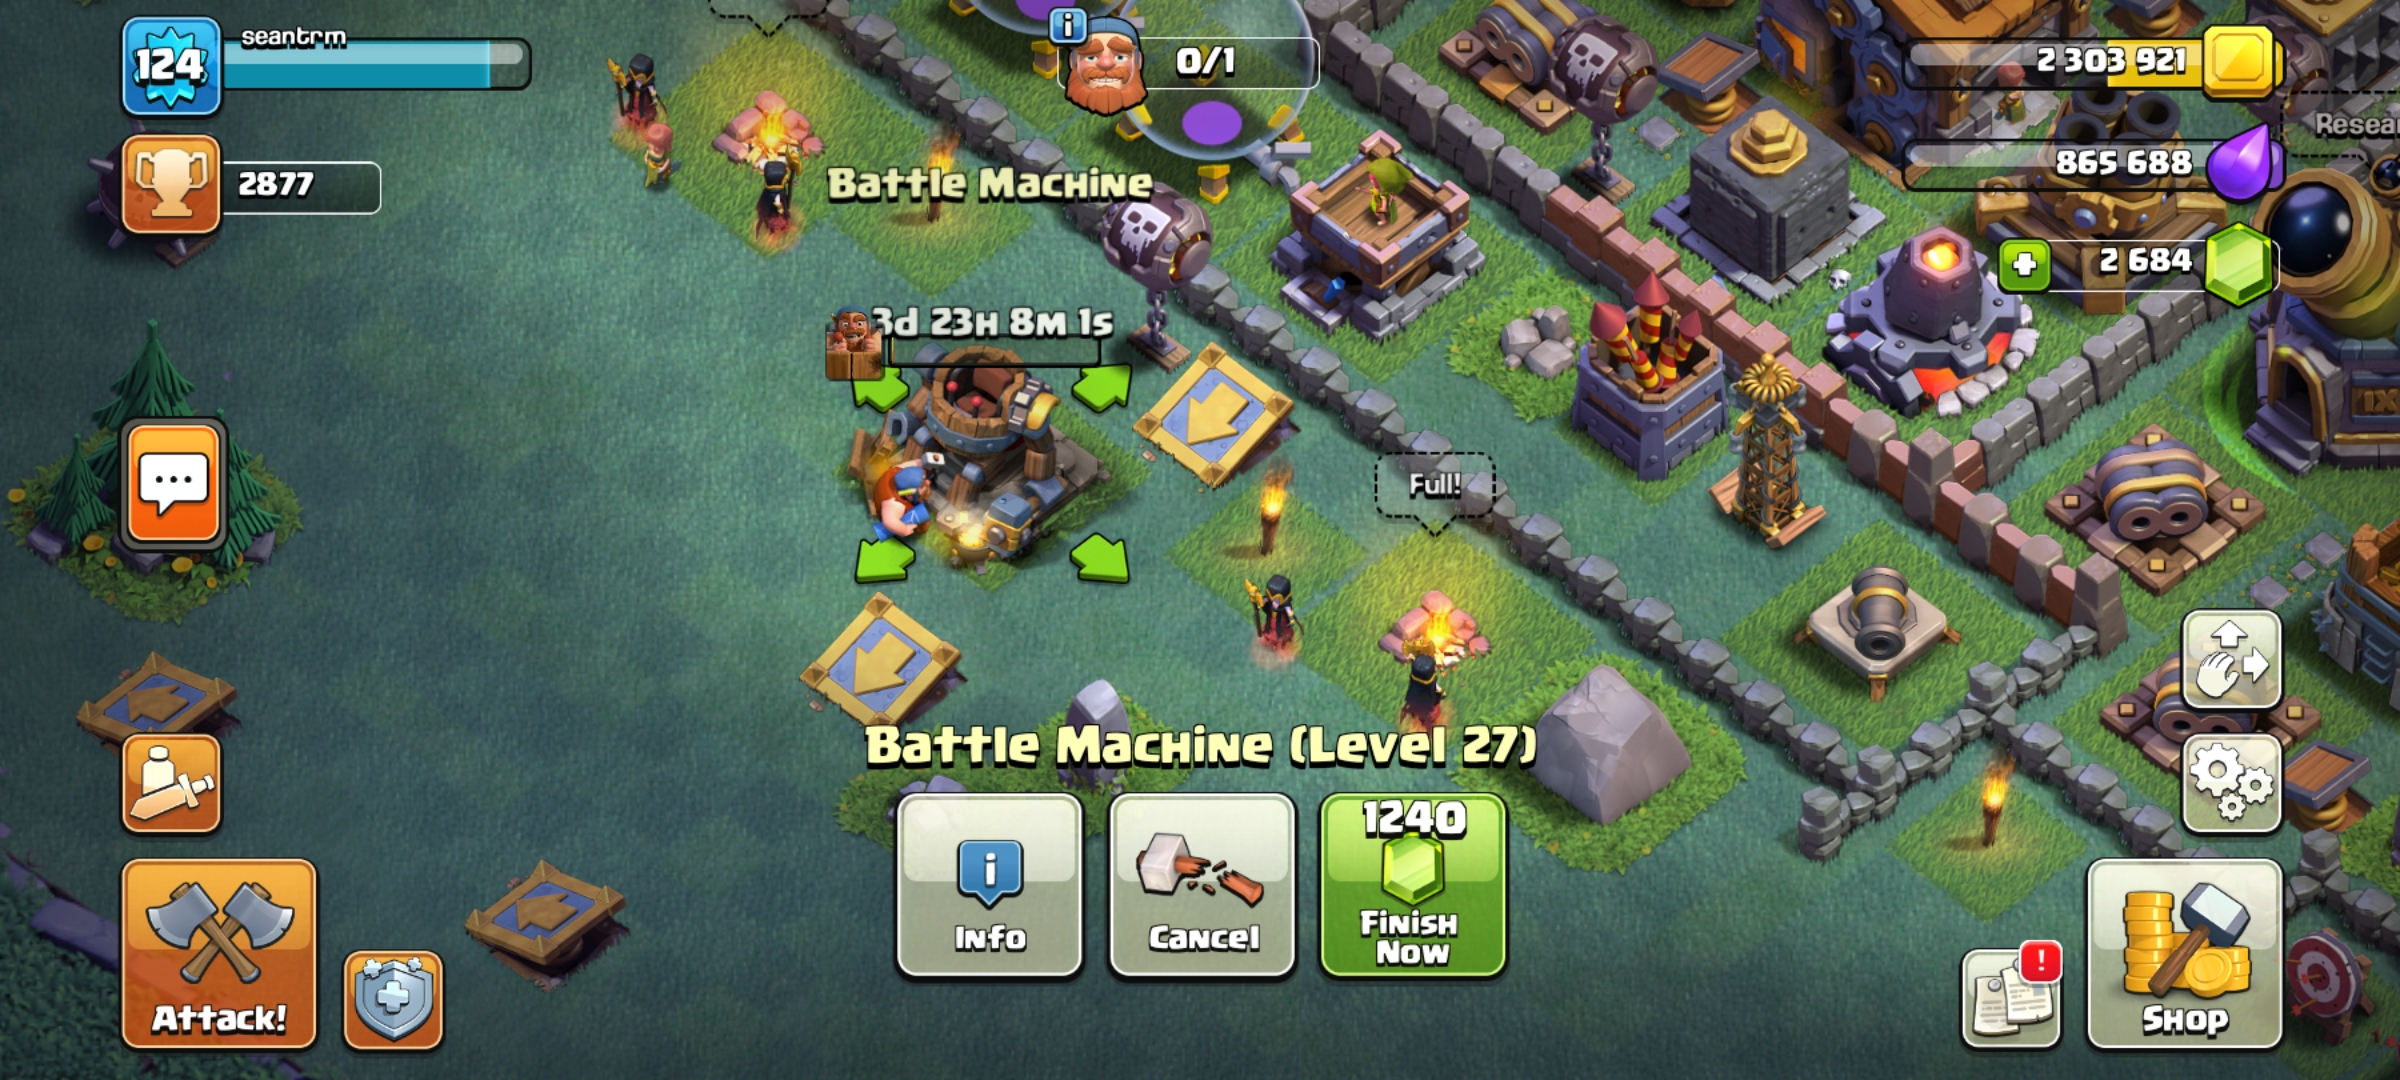 124
seantrm
0/1
2 303 921
2877
Battle Machine
865 688
2 684
3d 23H 8M 1s
Full!
Battle Machine (Level 27)
1240
Info
Cancel
Finish
Now
!
Attack!
Shop